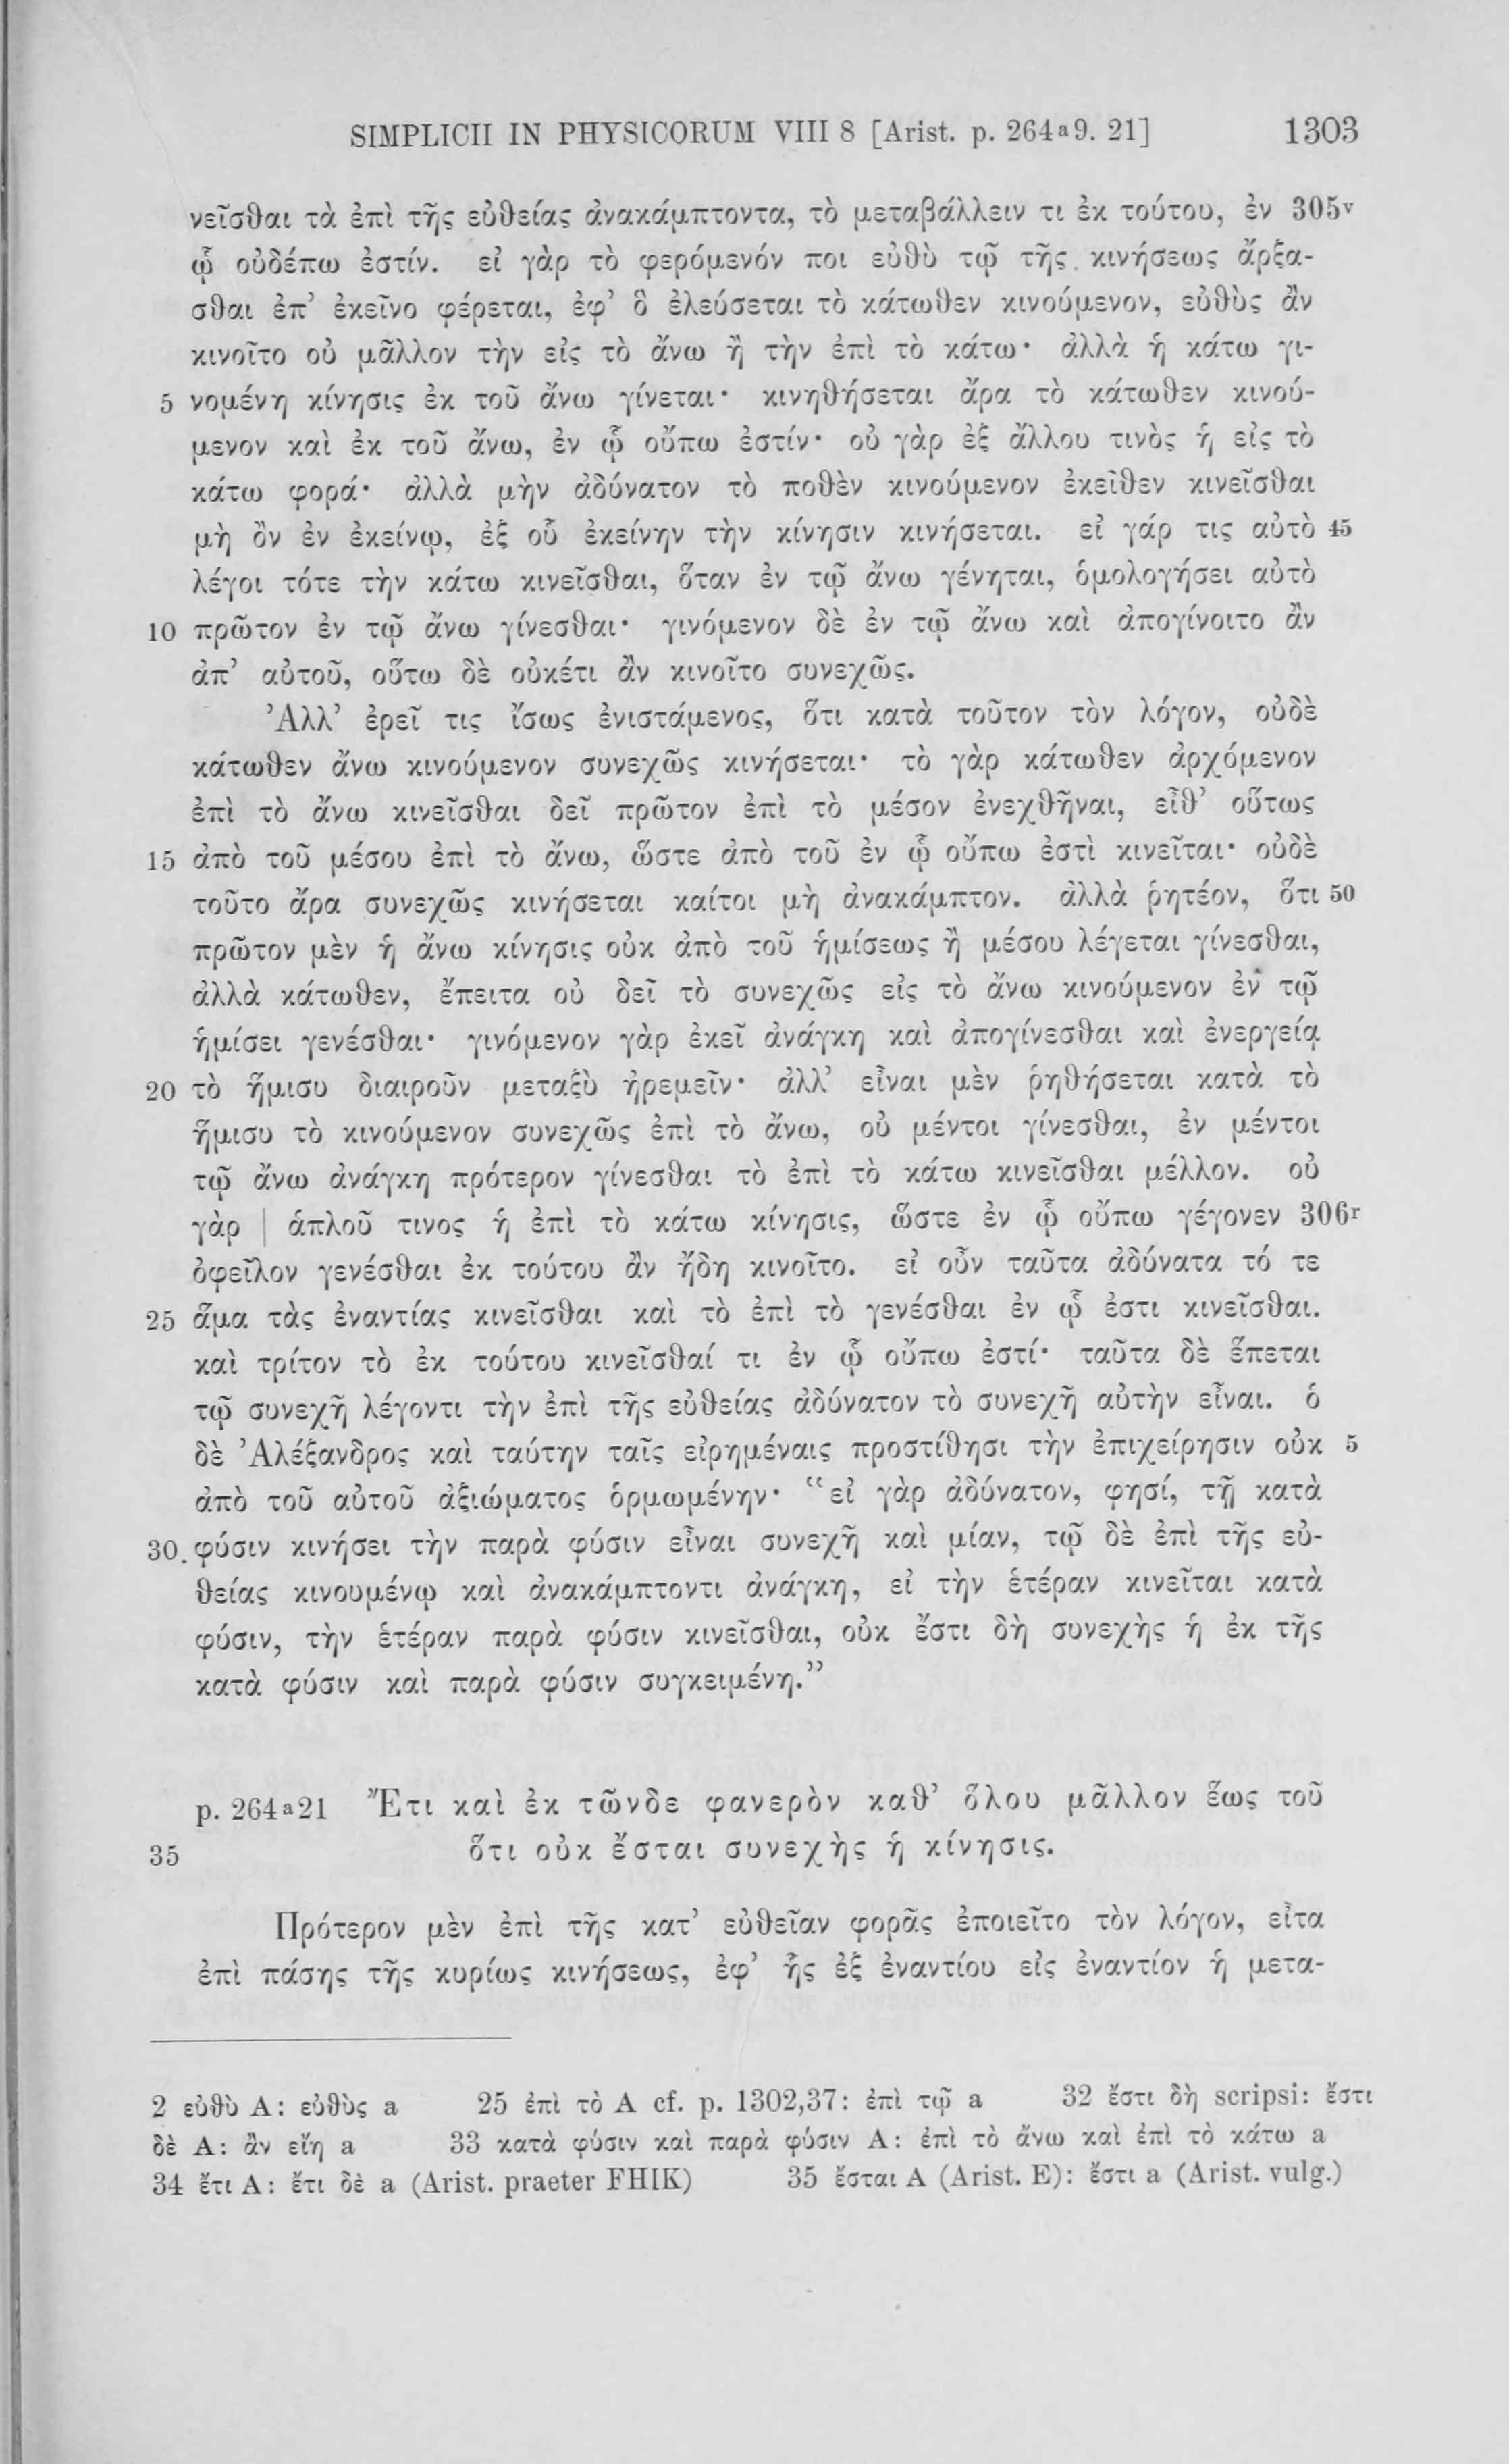 SIMPLICII IN PHYSICORUM VIII 8 [Arist. p. 264ᵃ9. 21] 1303
νεῖσθαι τὰ ἐπὶ τῆς εὐθείας ἀνακάμπτοντα, τὸ μεταβάλλειν τι ἐκ τούτου, ἐν 305ᵛ
ᾧ οὐδέπω ἐστίν. εἰ γὰρ τὸ φερόμενόν ποι εὐθὺ τῷ τῆς κινήσεως ἄρξα-
σθαι ἐπ’ ἐκεῖνο φέρεται, ἐφ’ ὃ ἐλεύσεται τὸ κάτωθεν κινούμενον, εὐθὺς ἂν
κινοῖτο οὐ μᾶλλον τὴν εἰς τὸ ἄνω ἢ τὴν ἐπὶ τὸ κάτω· ἀλλὰ ἡ κάτω γι-
5 νομένη κίνησις ἐκ τοῦ ἄνω γίνεται· κινηθήσεται ἄρα τὸ κάτωθεν κινού-
μενον καὶ ἐκ τοῦ ἄνω, ἐν ᾧ οὔπω ἐστίν· οὐ γὰρ ἐξ ἄλλου τινὸς ἡ εἰς τὸ
κάτω φορά· ἀλλὰ μὴν ἀδύνατον τὸ ποθὲν κινούμενον ἐκεῖθεν κινεῖσθαι
μὴ ὂν ἐν ἐκείνῳ, ἐξ οὗ ἐκείνην τὴν κίνησιν κινήσεται. εἰ γάρ τις αὐτὸ 45
λέγοι τότε τὴν κάτω κινεῖσθαι, ὅταν ἐν τῷ ἄνω γένηται, ὁμολογήσει αὐτὸ
10 πρῶτον ἐν τῷ ἄνω γίνεσθαι· γινόμενον δὲ ἐν τῷ ἄνω καὶ ἀπογίνοιτο ἂν
ἀπ’ αὐτοῦ, οὕτω δὲ οὐκέτι ἂν κινοῖτο συνεχῶς.
Ἀλλ’ ἐρεῖ τις ἴσως ἐνιστάμενος, ὅτι κατὰ τοῦτον τὸν λόγον, οὐδὲ
κάτωθεν ἄνω κινούμενον συνεχῶς κινήσεται· τὸ γὰρ κάτωθεν ἀρχόμενον
ἐπὶ τὸ ἄνω κινεῖσθαι δεῖ πρῶτον ἐπὶ τὸ μέσον ἐνεχθῆναι, εἶθ’ οὕτως
15 ἀπὸ τοῦ μέσου ἐπὶ τὸ ἄνω, ὥστε ἀπὸ τοῦ ἐν ᾧ οὔπω ἐστὶ κινεῖται· οὐδὲ
τοῦτο ἄρα συνεχῶς κινήσεται καίτοι μὴ ἀνακάμπτον. ἀλλὰ ῥητέον, ὅτι 50
πρῶτον μὲν ἡ ἄνω κίνησις οὐκ ἀπὸ τοῦ ἡμίσεως ἢ μέσου λέγεται γίνεσθαι,
ἀλλὰ κάτωθεν, ἔπειτα οὐ δεῖ τὸ συνεχῶς εἰς τὸ ἄνω κινούμενον ἐν τῷ
ἡμίσει γενέσθαι· γινόμενον γὰρ ἐκεῖ ἀνάγκη καὶ ἀπογίνεσθαι καὶ ἐνεργείᾳ
20 τὸ ἥμισυ διαιροῦν μεταξὺ ἠρεμεῖν· ἀλλ’ εἶναι μὲν ῥηθήσεται κατὰ τὸ
ἥμισυ τὸ κινούμενον συνεχῶς ἐπὶ τὸ ἄνω, οὐ μέντοι γίνεσθαι, ἐν μέντοι
τῷ ἄνω ἀνάγκη πρότερον γίνεσθαι τὸ ἐπὶ τὸ κάτω κινεῖσθαι μέλλον. οὐ
γὰρ | ἁπλοῦ τινος ἡ ἐπὶ τὸ κάτω κίνησις, ὥστε ἐν ᾧ οὔπω γέγονεν 306ʳ
ὀφεῖλον γενέσθαι ἐκ τούτου ἂν ἤδη κινοῖτο. εἰ οὖν ταῦτα ἀδύνατα τό τε
25 ἅμα τὰς ἐναντίας κινεῖσθαι καὶ τὸ ἐπὶ τὸ γενέσθαι ἐν ᾧ ἐστι κινεῖσθαι.
καὶ τρίτον τὸ ἐκ τούτου κινεῖσθαί τι ἐν ᾧ οὔπω ἐστί· ταῦτα δὲ ἕπεται
τῷ συνεχῆ λέγοντι τὴν ἐπὶ τῆς εὐθείας ἀδύνατον τὸ συνεχῆ αὐτὴν εἶναι. ὁ
δὲ Ἀλέξανδρος καὶ ταύτην ταῖς εἰρημέναις προστίθησι τὴν ἐπιχείρησιν οὐκ 5
ἀπὸ τοῦ αὐτοῦ ἀξιώματος ὁρμωμένην· “εἰ γὰρ ἀδύνατον, φησί, τῇ κατὰ
30 φύσιν κινήσει τὴν παρὰ φύσιν εἶναι συνεχῆ καὶ μίαν, τῷ δὲ ἐπὶ τῆς εὐ-
θείας κινουμένῳ καὶ ἀνακάμπτοντι ἀνάγκη, εἰ τὴν ἑτέραν κινεῖται κατὰ
φύσιν, τὴν ἑτέραν παρὰ φύσιν κινεῖσθαι, οὐκ ἔστι δὴ συνεχὴς ἡ ἐκ τῆς
κατὰ φύσιν καὶ παρὰ φύσιν συγκειμένη.”
p. 264ᵃ21 Ἔτι καὶ ἐκ τῶνδε φανερὸν καθ’ ὅλου μᾶλλον ἕως τοῦ
35 ὅτι οὐκ ἔσται συνεχὴς ἡ κίνησις.
Πρότερον μὲν ἐπὶ τῆς κατ’ εὐθεῖαν φορᾶς ἐποιεῖτο τὸν λόγον, εἶτα
ἐπὶ πάσης τῆς κυρίως κινήσεως, ἐφ’ ἧς ἐξ ἐναντίου εἰς ἐναντίον ἡ μετα-
2 εὐθὺ A: εὐθὺς a 25 ἐπὶ τὸ A cf. p. 1302,37: ἐπὶ τῷ a 32 ἔστι δὴ scripsi: ἔστι
δὲ A: ἂν εἴη a 33 κατὰ φύσιν καὶ παρὰ φύσιν A: ἐπὶ τὸ ἄνω καὶ ἐπὶ τὸ κάτω a
34 ἔτι A: ἔτι δὲ a (Arist. praeter FHIK) 35 ἔσται A (Arist. E): ἔστι a (Arist. vulg.)